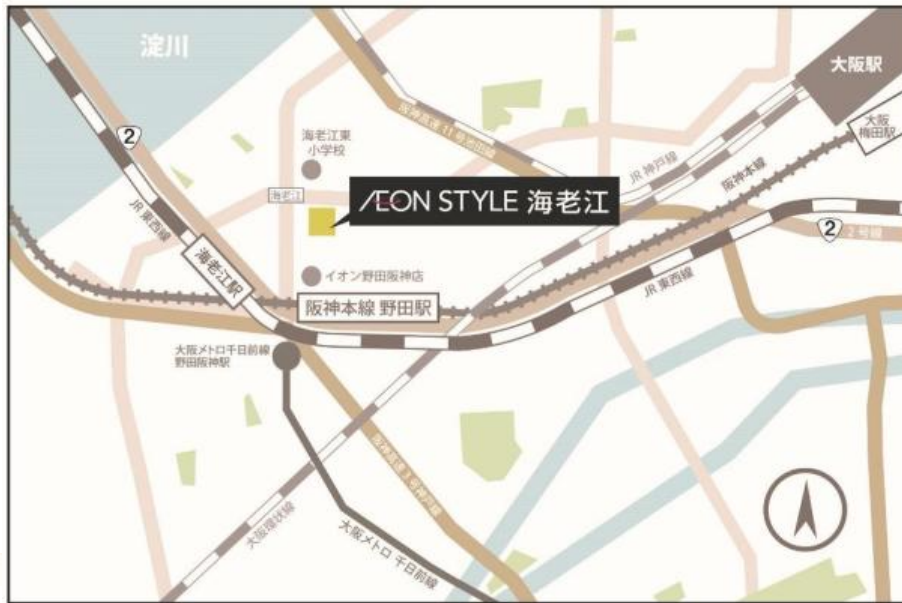 淀川
大阪駅
2
阪神高速11号池田線
大阪
梅田駅
海老江東
小学校
JR 神戸線
阪神本線
海老江
ÆON STYLE 海老江
JR 東西線
2
2号線
海老江駅
イオン野田阪神店
JR 東西線
阪神本線 野田駅
大阪メトロ千日前線
野田阪神駅
阪神高速3号神戸線
大阪環状線
大阪メトロ 千日前線